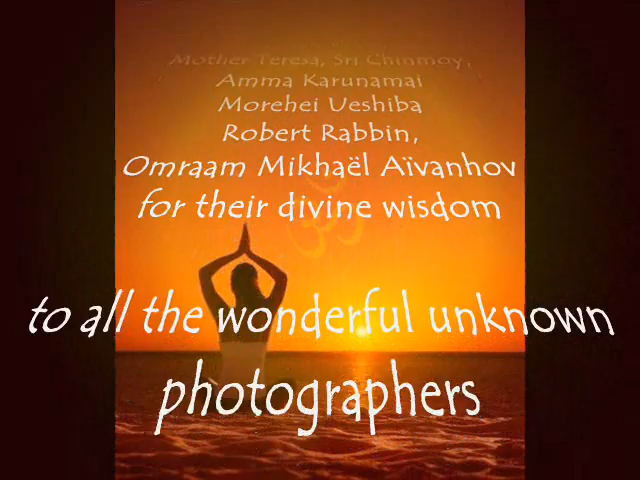 Mother Teresa, Sri Chinmoy,
Amma Karunamai
Morehei Ueshiba
Robert Rabbin,
Omraam Mikhaël Aïvanhov
for their divine wisdom
to all the wonderful unknown
photographers